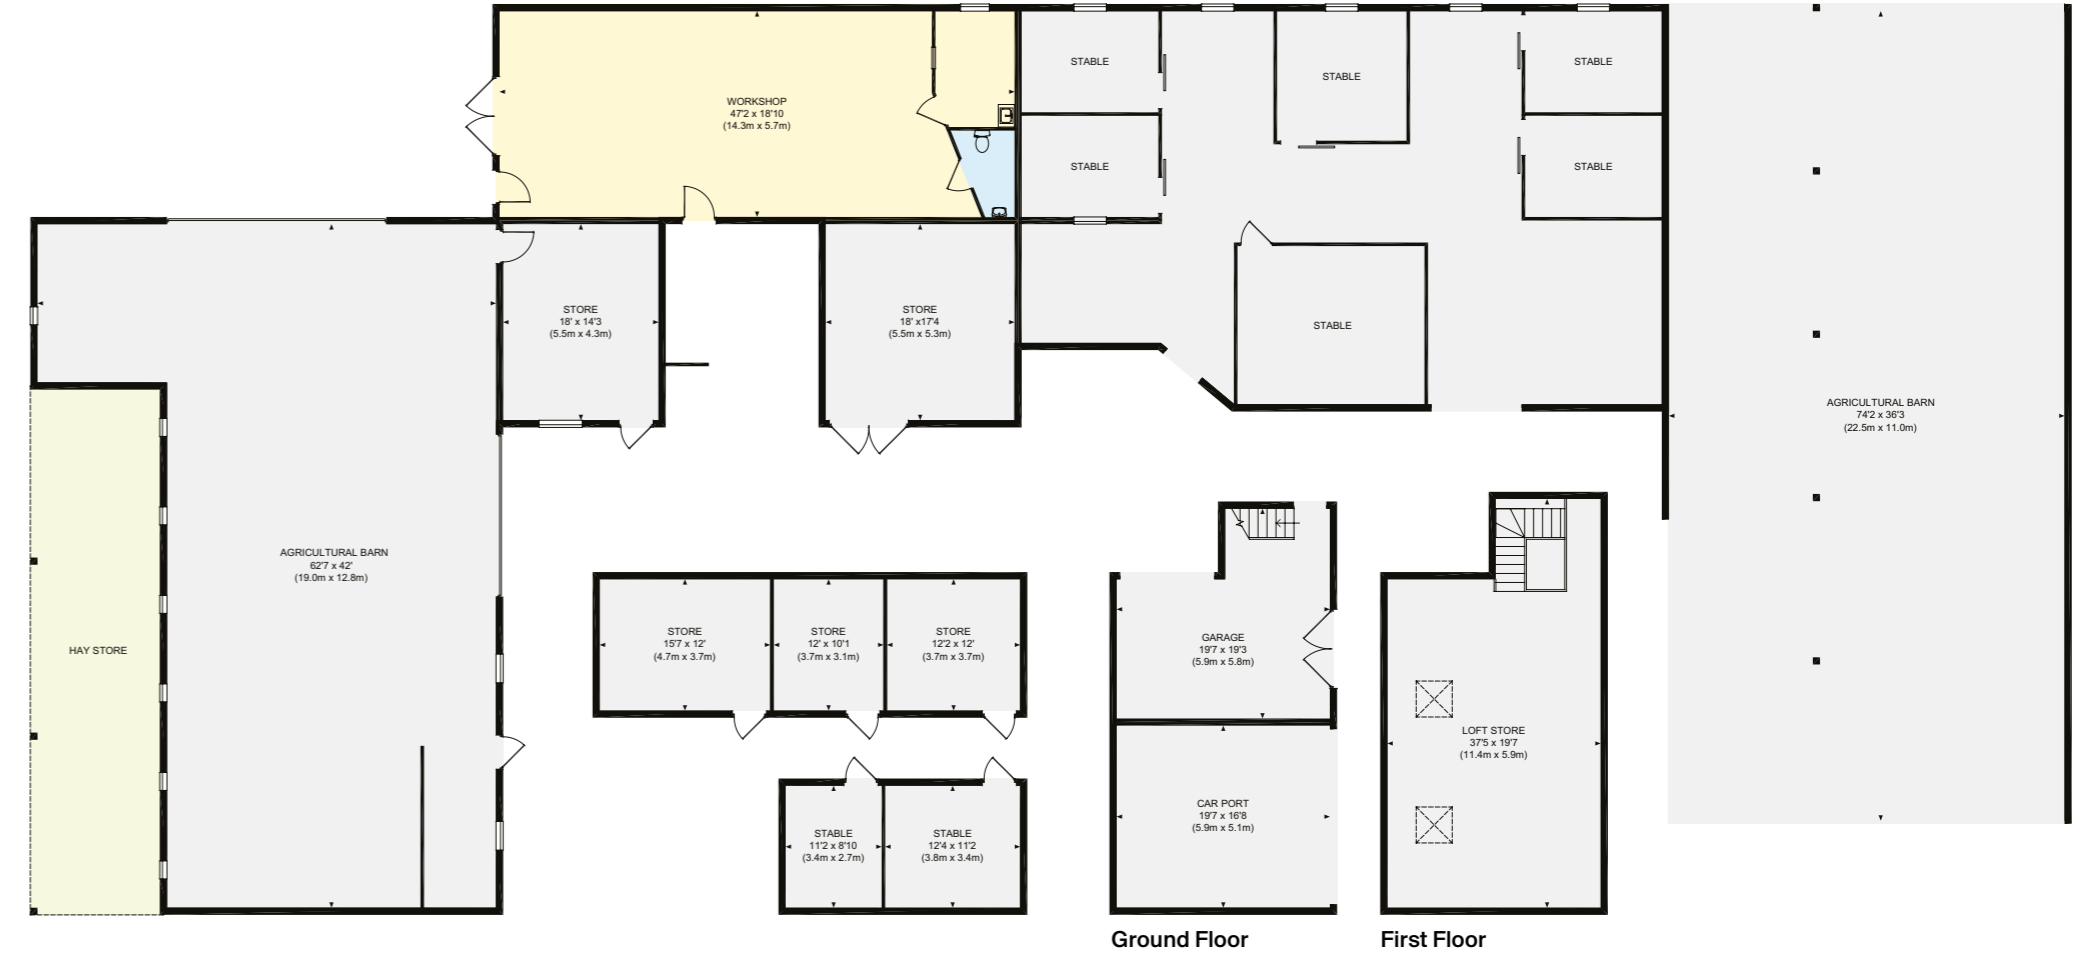 WORKSHOP
47'2 x 18'10
(14.3m x 5.7m)
STABLE
STABLE
STABLE
STABLE
STABLE
STABLE
STORE
18' x 14'3
(5.5m x 4.3m)
STORE
18' x17'4
(5.5m x 5.3m)
AGRICULTURAL BARN
74'2 x 36'3
(22.5m x 11.0m)
AGRICULTURAL BARN
62'7 x 42'
(19.0m x 12.8m)
HAY STORE
STORE
15'7 x 12'
(4.7m x 3.7m)
STORE
12' x 10'1
(3.7m x 3.1m)
STORE
12'2 x 12'
(3.7m x 3.7m)
GARAGE
19'7 x 19'3
(5.9m x 5.8m)
LOFT STORE
37'5 x 19'7
(11.4m x 5.9m)
CAR PORT
19'7 x 16'8
(5.9m x 5.1m)
STABLE
11'2 x 8'10
(3.4m x 2.7m)
STABLE
12'4 x 11'2
(3.8m x 3.4m)
Ground Floor
First Floor